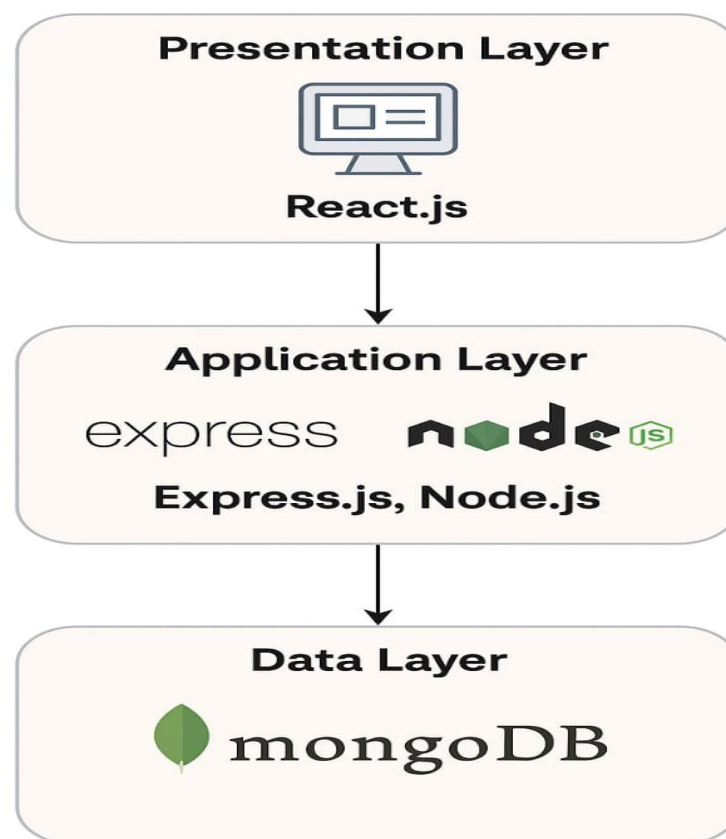 Presentation Layer
React.js
Application Layer
express node JS
Express.js, Node.js
Data Layer
mongoDB